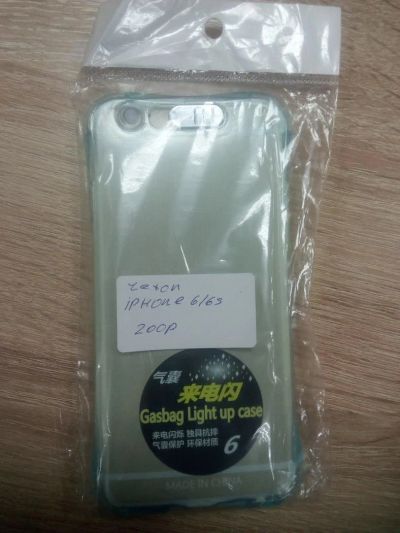 чехол
iPHONE 6/6s
200р
气囊
来电闪
Gasbag Light up case
来电闪烁 独具抗摔
气囊保护 环保材质
6
MADE IN CHINA